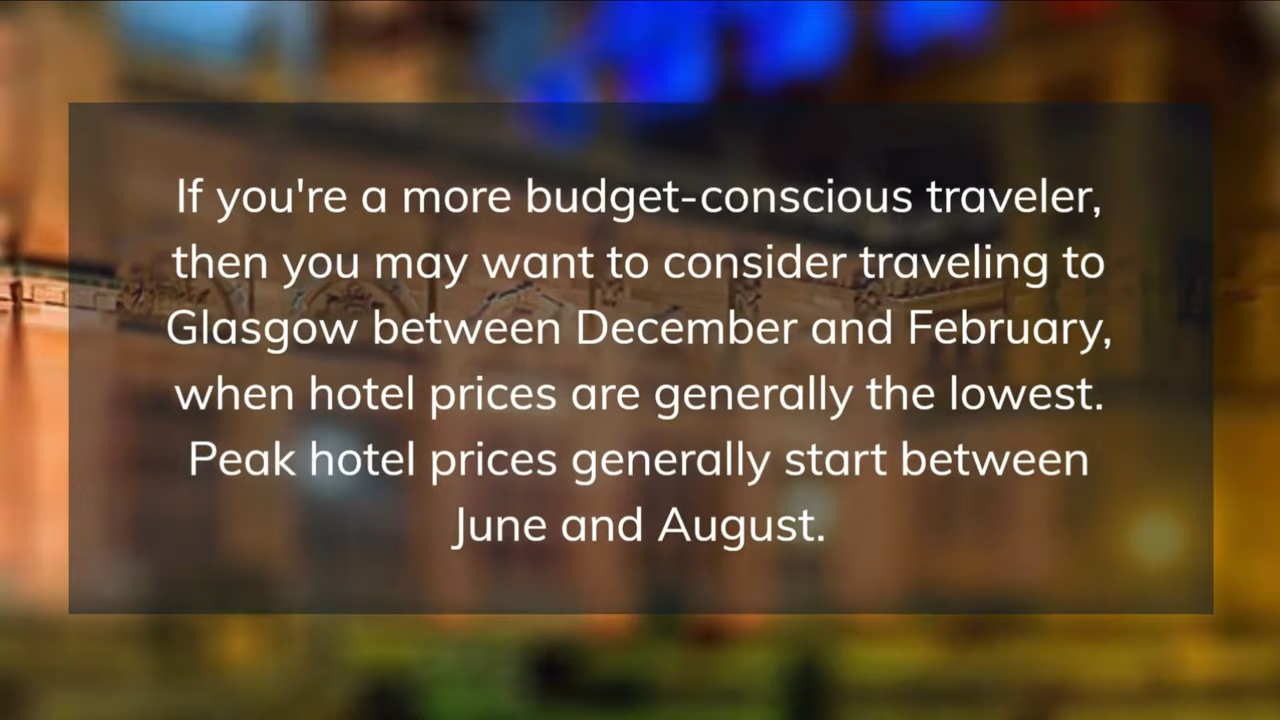 If you're a more budget-conscious traveler,
then you may want to consider traveling to
Glasgow between December and February,
when hotel prices are generally the lowest.
Peak hotel prices generally start between
June and August.